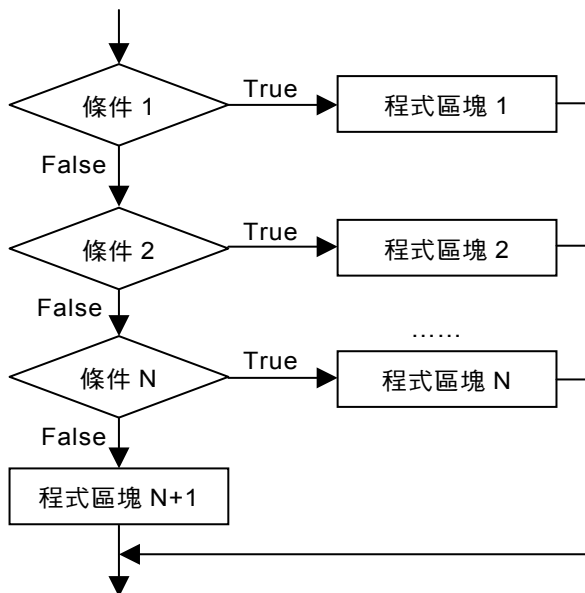 條件 1
True
程式區塊 1
False
條件 2
True
程式區塊 2
False
……
條件 N
True
程式區塊 N
False
程式區塊 N+1